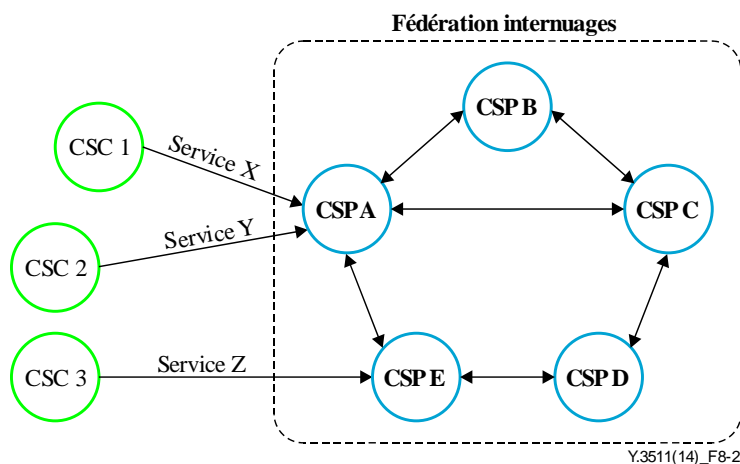 Fédération internuages
CSP B
CSC 1
Service X
CSP A
CSP C
Service Y
CSC 2
Service Z
CSC 3
CSP E
CSP D
Y.3511(14)_F8-2